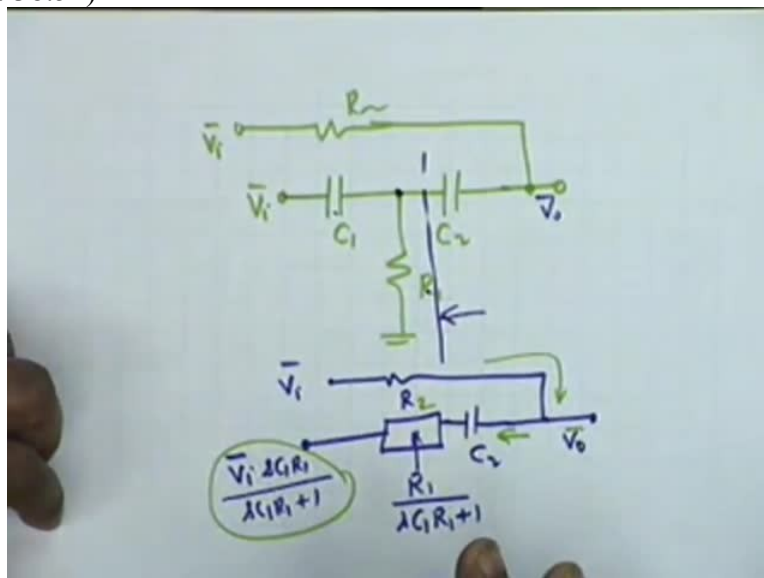 R~
V̄i
V̄i
V̄o
C1
C2
R1
V̄i
R2
C2
V̄o
V̄i · sC1R1
sC1R1+1
R1
sC1R1+1